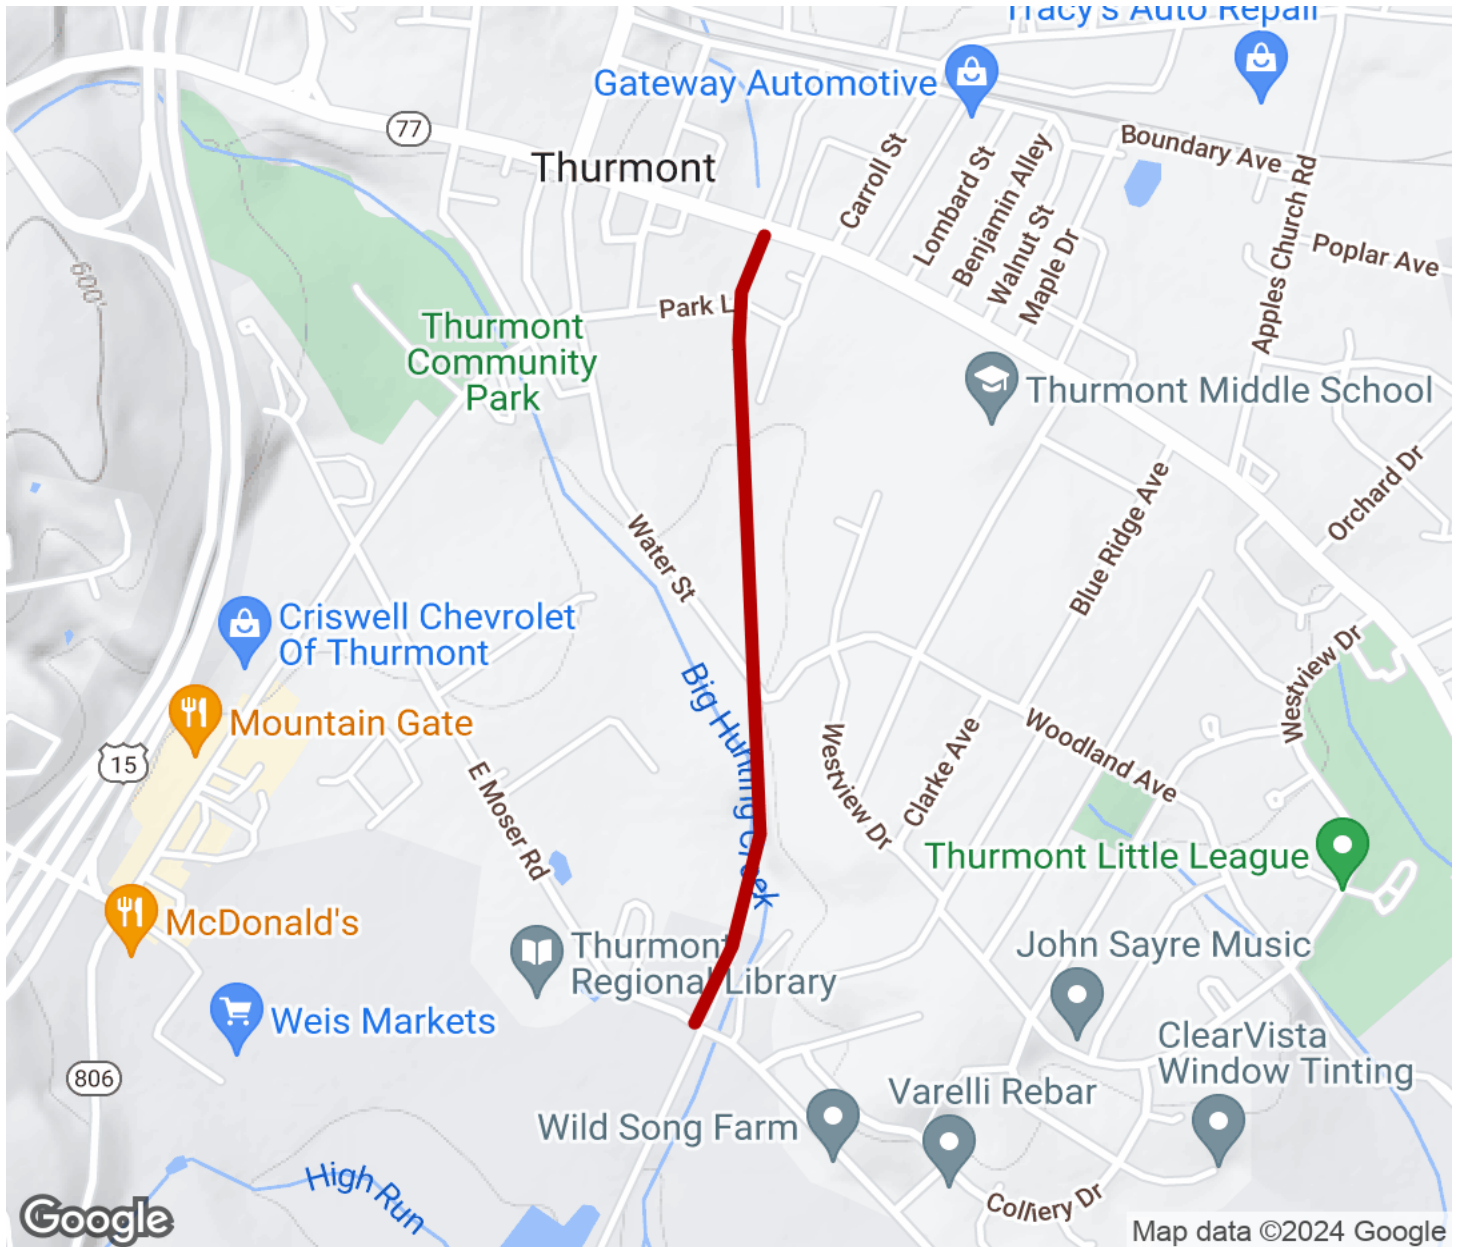 Tracy's Auto Repair
Gateway Automotive
77
Thurmont
Boundary Ave
Carroll St
Lombard St
Benjamin Alley
Walnut St
Maple Dr
Apples Church Rd
Poplar Ave
600'
Park L
Thurmont
Community
Park
Thurmont Middle School
Orchard Dr
Blue Ridge Ave
Water St
Criswell Chevrolet
Of Thurmont
Westview Dr
Big Hunting Creek
Mountain Gate
15
Woodland Ave
Westview Dr
Clarke Ave
E Moser Rd
Thurmont Little League
McDonald's
Thurmont
Regional Library
John Sayre Music
Weis Markets
ClearVista
Window Tinting
806
Varelli Rebar
Wild Song Farm
High Run
Colliery Dr
Google
Map data ©2024 Google